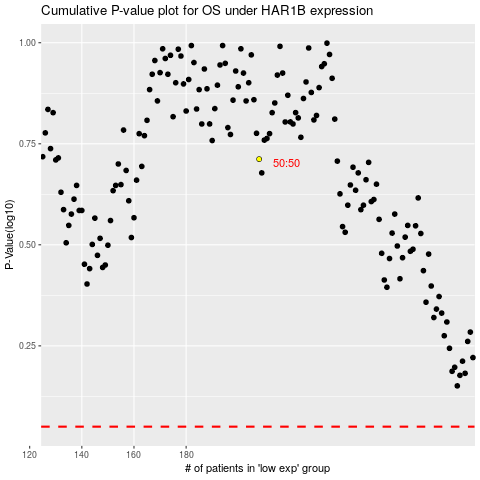 Cumulative P-value plot for OS under HAR1B expression
1.00
0.75
0.50
0.25
P-Value(log10)
50:50
120 140 160 180
# of patients in 'low exp' group